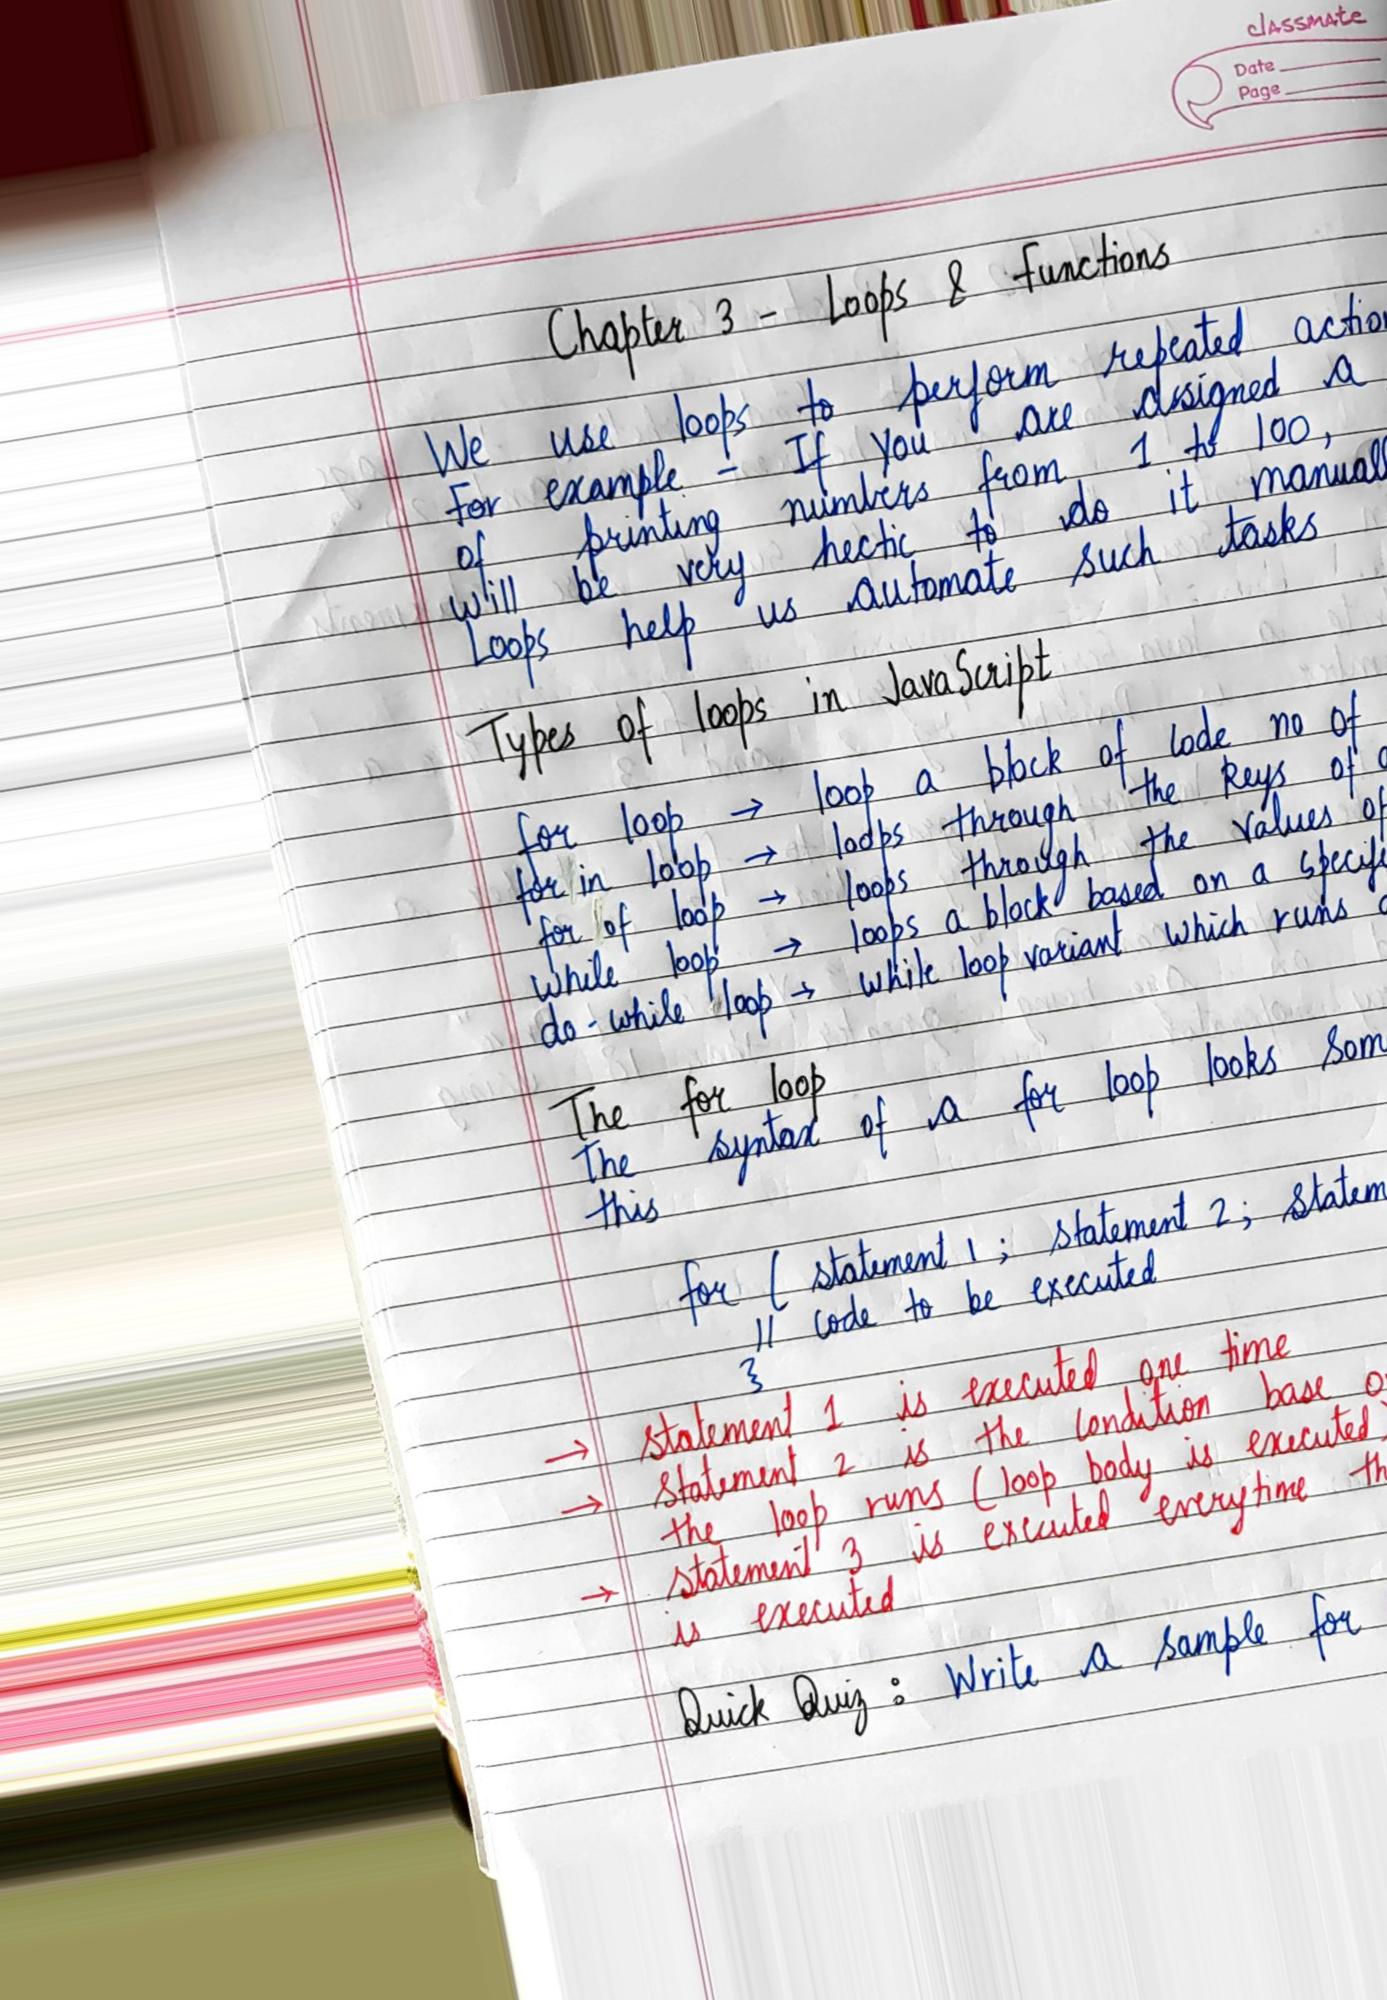 classmate
Date
Page
Chapter 3 - Loops & functions
We use loops to perform repeated action
For example - If you are assigned a
of printing numbers from 1 to 100,
will be very hectic to do it manuall
Loops help us automate such tasks
Types of loops in JavaScript
for loop → loop a block of code no of
for in loop → loops through the keys of
for of loop → loops through the values of
while loop → loops a block based on a specifi
do-while loop → while loop variant which runs
The for loop
The syntax of a for loop looks som
this
for ( statement 1 ; statement 2 ; statem
// code to be executed
}
→ statement 1 is executed one time
→ statement 2 is the condition base o
the loop runs (loop body is executed)
→ statement 3 is executed everytime th
is executed
Quick Quiz : Write a sample for